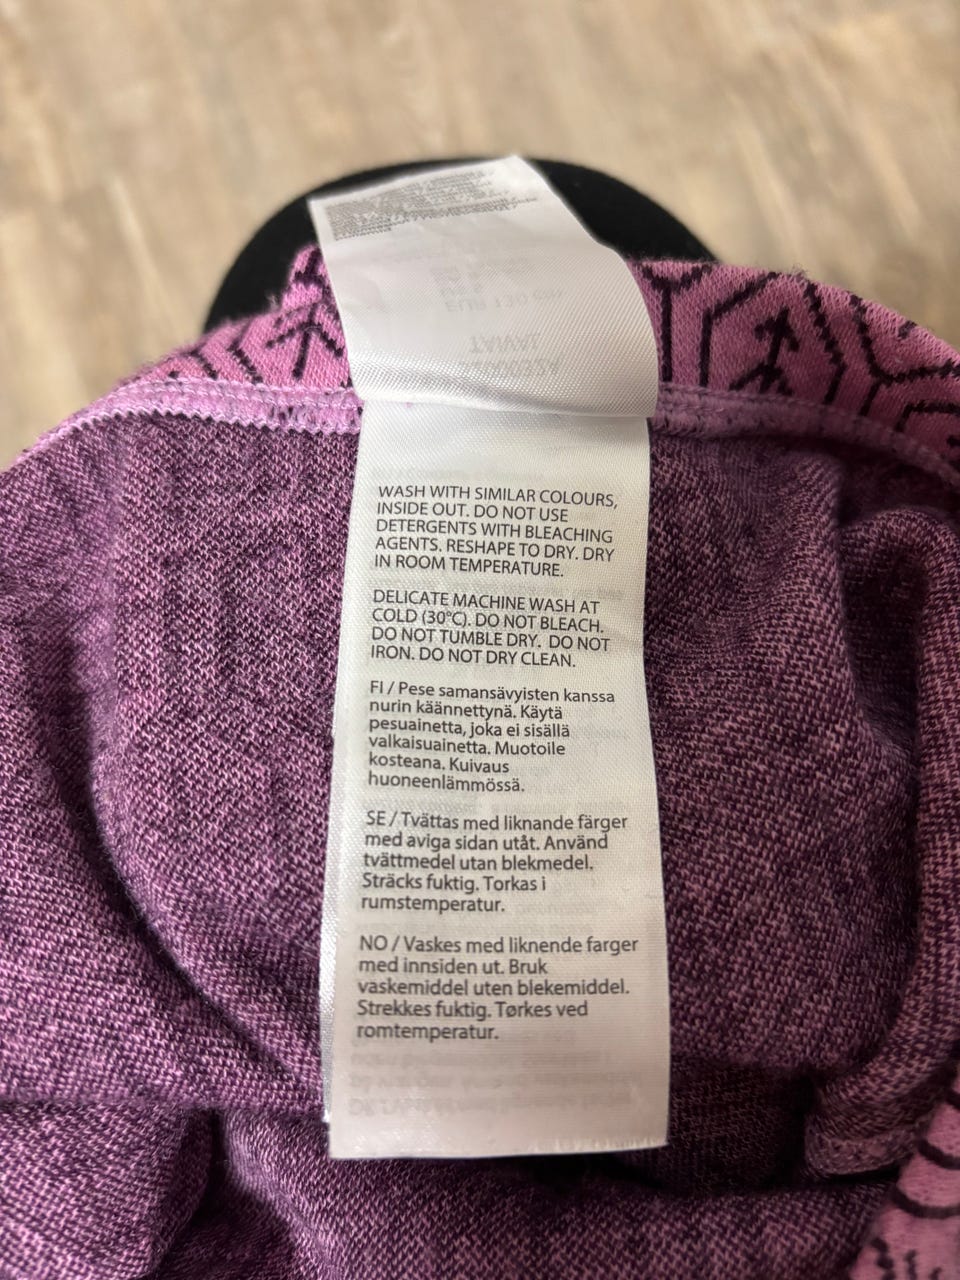 WASH WITH SIMILAR COLOURS,
INSIDE OUT. DO NOT USE
DETERGENTS WITH BLEACHING
AGENTS. RESHAPE TO DRY. DRY
IN ROOM TEMPERATURE.
DELICATE MACHINE WASH AT
COLD (30°C). DO NOT BLEACH.
DO NOT TUMBLE DRY. DO NOT
IRON. DO NOT DRY CLEAN.
FI / Pese samansävyisten kanssa
nurin käännettynä. Käytä
pesuainetta, joka ei sisällä
valkaisuainetta. Muotoile
kosteana. Kuivaus
huoneenlämmössä.
SE / Tvättas med liknande färger
med aviga sidan utåt. Använd
tvättmedel utan blekmedel.
Sträcks fuktig. Torkas i
rumstemperatur.
NO / Vaskes med liknende farger
med innsiden ut. Bruk
vaskemiddel uten blekemiddel.
Strekkes fuktig. Tørkes ved
romtemperatur.